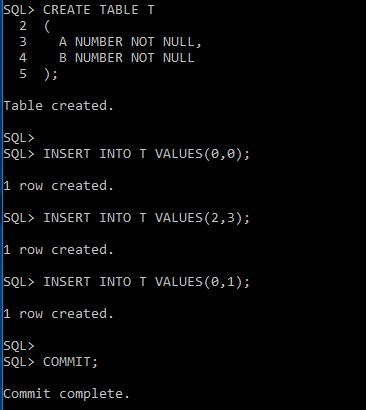 SQL> CREATE TABLE T
  2  (
  3    A NUMBER NOT NULL,
  4    B NUMBER NOT NULL
  5  );
Table created.
SQL>
SQL> INSERT INTO T VALUES(0,0);
1 row created.
SQL> INSERT INTO T VALUES(2,3);
1 row created.
SQL> INSERT INTO T VALUES(0,1);
1 row created.
SQL>
SQL> COMMIT;
Commit complete.